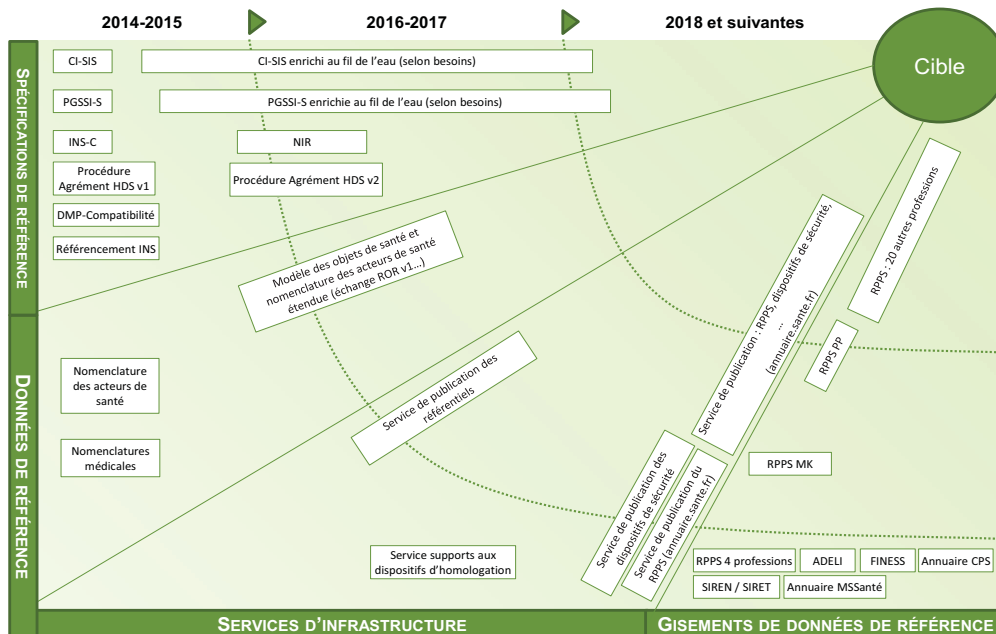 2014-2015
2016-2017
2018 et suivantes
Cible
SPÉCIFICATIONS DE RÉFÉRENCE
CI-SIS
CI-SIS enrichi au fil de l'eau (selon besoins)
PGSSI-S
PGSSI-S enrichie au fil de l'eau (selon besoins)
INS-C
NIR
Procédure
Agrément HDS v1
Procédure Agrément HDS v2
DMP-Compatibilité
Référencement INS
Modèle des objets de santé et
nomenclature des acteurs de santé
étendue (échange ROR v1…)
RPPS : 20 autres professions
Service de publication : RPPS, dispositifs de sécurité,
…
(annuaire.sante.fr)
RPPS PP
DONNÉES DE RÉFÉRENCE
Nomenclature
des acteurs de
santé
Service de publication des
référentiels
Nomenclatures
médicales
RPPS MK
Service de publication des
dispositifs de sécurité
Service de publication du
RPPS (annuaire.sante.fr)
Service supports aux
dispositifs d'homologation
RPPS 4 professions
ADELI
FINESS
Annuaire CPS
SIREN / SIRET
Annuaire MSSanté
SERVICES D'INFRASTRUCTURE
GISEMENTS DE DONNÉES DE RÉFÉRENCE